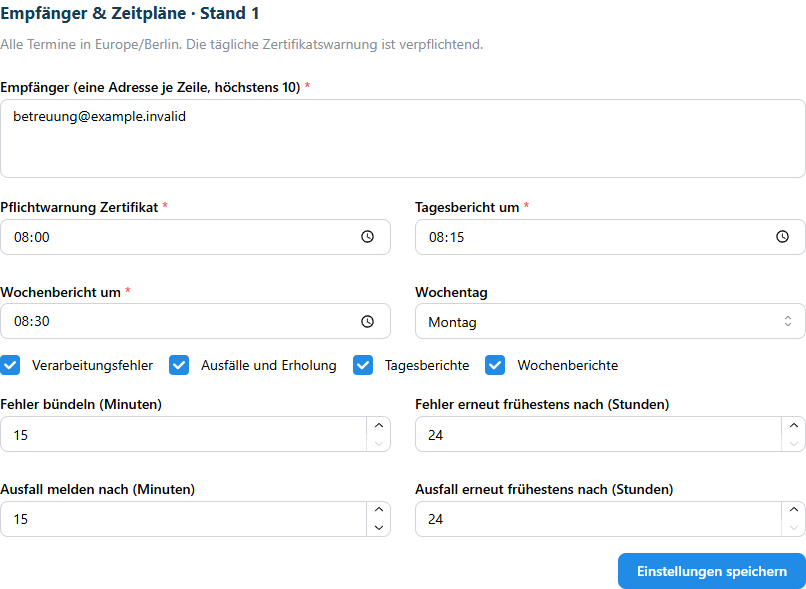 Empfänger & Zeitpläne · Stand 1
Alle Termine in Europe/Berlin. Die tägliche Zertifikatswarnung ist verpflichtend.
Empfänger (eine Adresse je Zeile, höchstens 10) *
betreuung@example.invalid
Pflichtwarnung Zertifikat * Tagesbericht um *
08:00 08:15
Wochenbericht um * Wochentag
08:30 Montag
Verarbeitungsfehler Ausfälle und Erholung Tagesberichte Wochenberichte
Fehler bündeln (Minuten) Fehler erneut frühestens nach (Stunden)
15 24
Ausfall melden nach (Minuten) Ausfall erneut frühestens nach (Stunden)
15 24
Einstellungen speichern